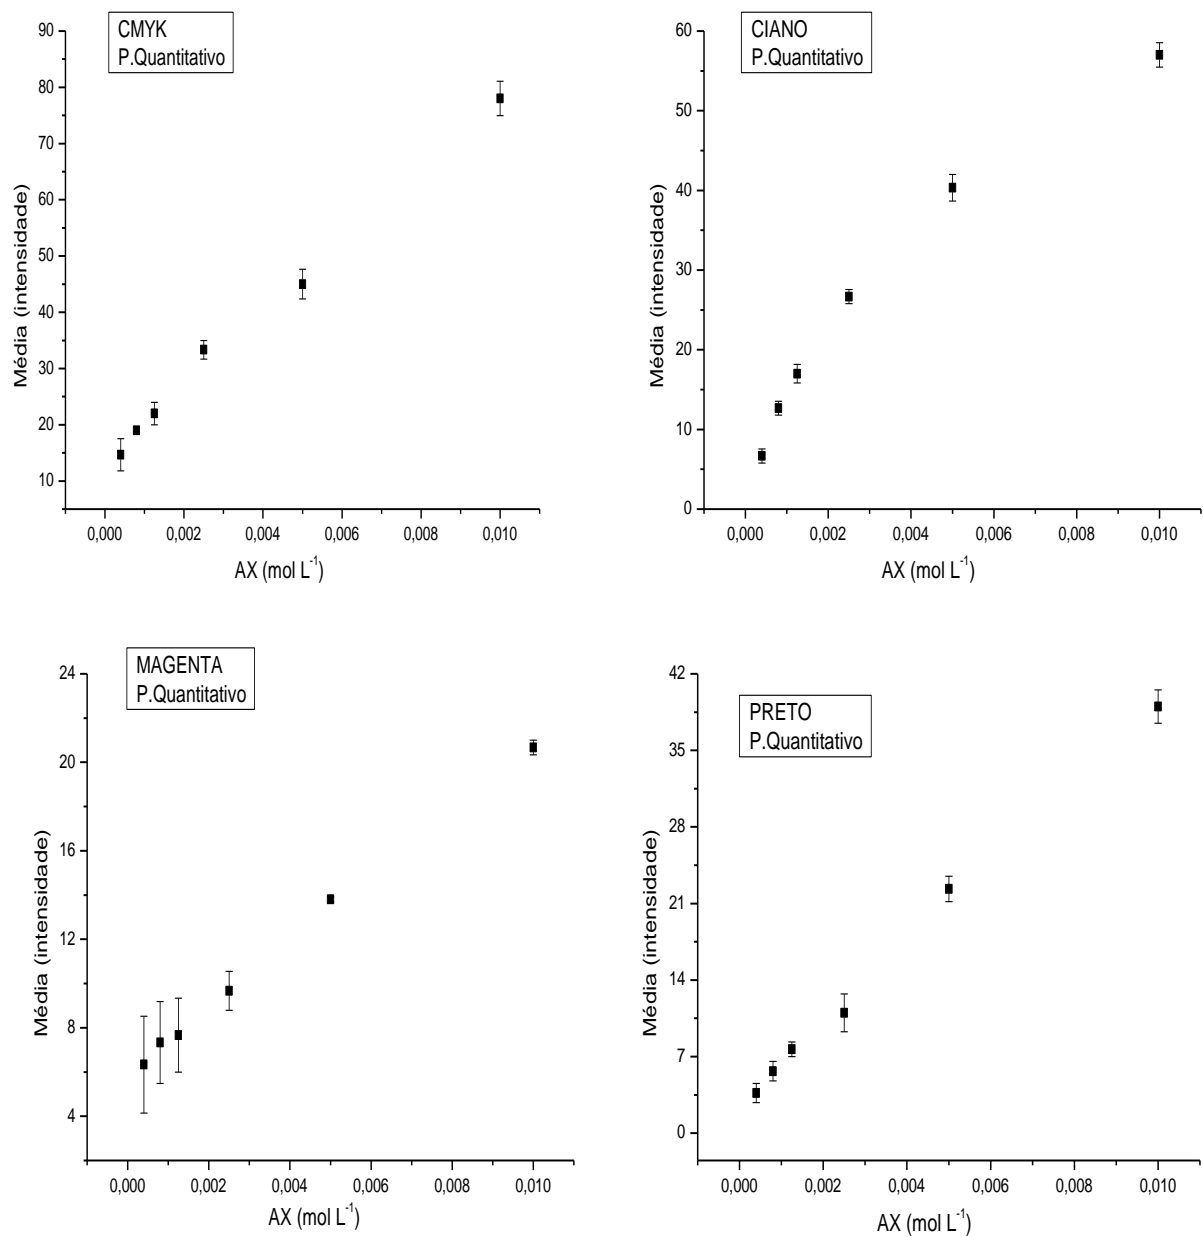 CMYK
P.Quantitativo
90
80
70
60
50
40
30
20
10
Média (intensidade)
0,000 0,002 0,004 0,006 0,008 0,010
AX (mol L⁻¹)
CIANO
P.Quantitativo
60
50
40
30
20
10
0
Média (intensidade)
0,000 0,002 0,004 0,006 0,008 0,010
AX (mol L⁻¹)
MAGENTA
P.Quantitativo
24
20
16
12
8
4
Média (intensidade)
0,000 0,002 0,004 0,006 0,008 0,010
AX (mol L⁻¹)
PRETO
P.Quantitativo
42
35
28
21
14
7
0
Média (intensidade)
0,000 0,002 0,004 0,006 0,008 0,010
AX (mol L⁻¹)